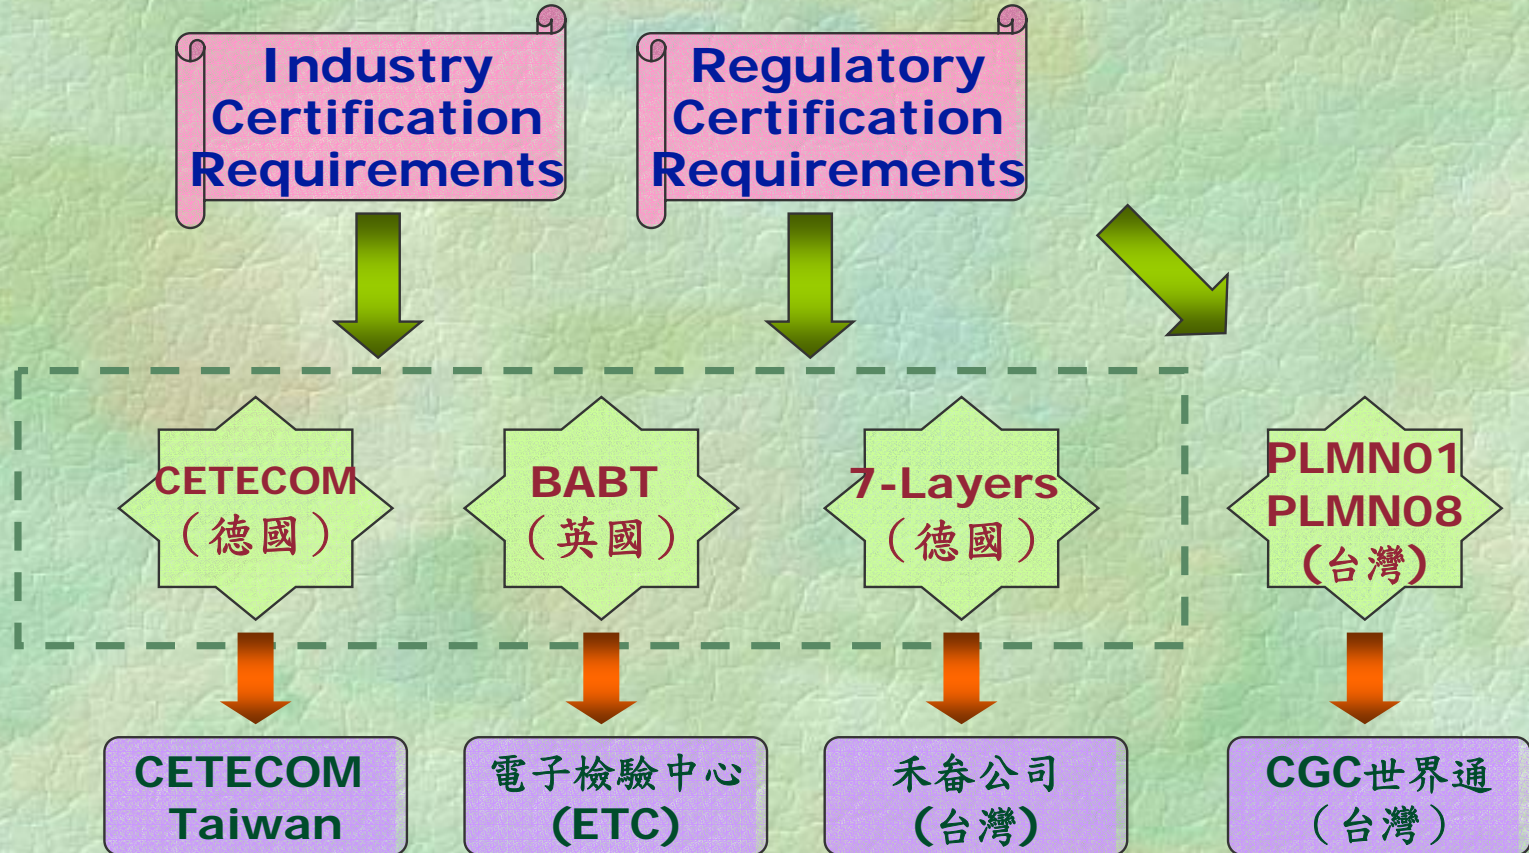 Industry
Certification
Requirements
Regulatory
Certification
Requirements
CETECOM
（德國）
BABT
（英國）
7-Layers
（德國）
PLMN01
PLMN08
(台灣)
CETECOM
Taiwan
電子檢驗中心
(ETC)
禾畚公司
(台灣)
CGC世界通
（台灣）